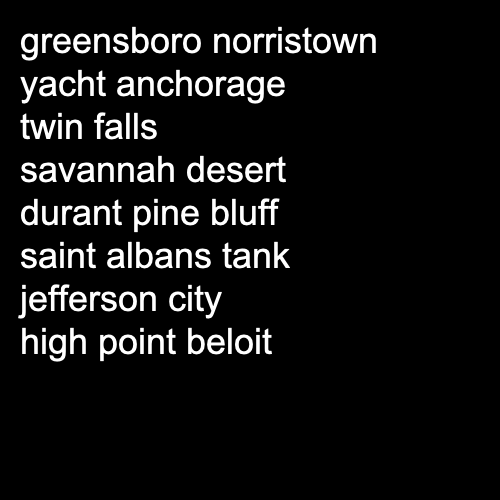 greensboro norristown
yacht anchorage
twin falls
savannah desert
durant pine bluff
saint albans tank
jefferson city
high point beloit